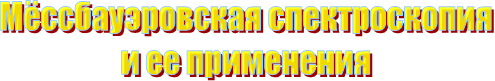 Мёссбауэровская спектроскопия
и ее применения